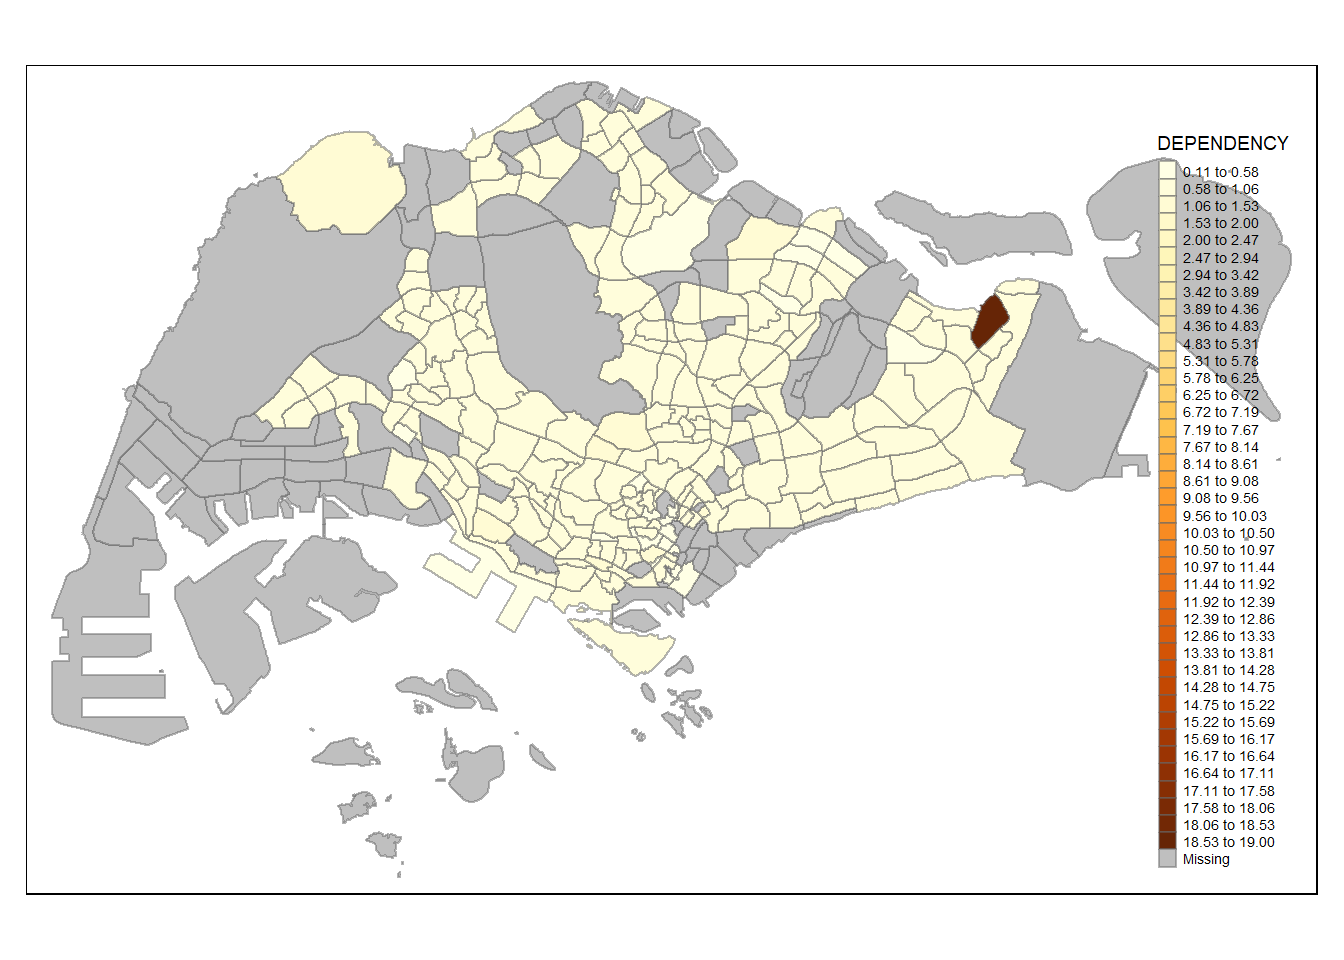 DEPENDENCY
0.11 to 0.58
0.58 to 1.06
1.06 to 1.53
1.53 to 2.00
2.00 to 2.47
2.47 to 2.94
2.94 to 3.42
3.42 to 3.89
3.89 to 4.36
4.36 to 4.83
4.83 to 5.31
5.31 to 5.78
5.78 to 6.25
6.25 to 6.72
6.72 to 7.19
7.19 to 7.67
7.67 to 8.14
8.14 to 8.61
8.61 to 9.08
9.08 to 9.56
9.56 to 10.03
10.03 to 10.50
10.50 to 10.97
10.97 to 11.44
11.44 to 11.92
11.92 to 12.39
12.39 to 12.86
12.86 to 13.33
13.33 to 13.81
13.81 to 14.28
14.28 to 14.75
14.75 to 15.22
15.22 to 15.69
15.69 to 16.17
16.17 to 16.64
16.64 to 17.11
17.11 to 17.58
17.58 to 18.06
18.06 to 18.53
18.53 to 19.00
Missing